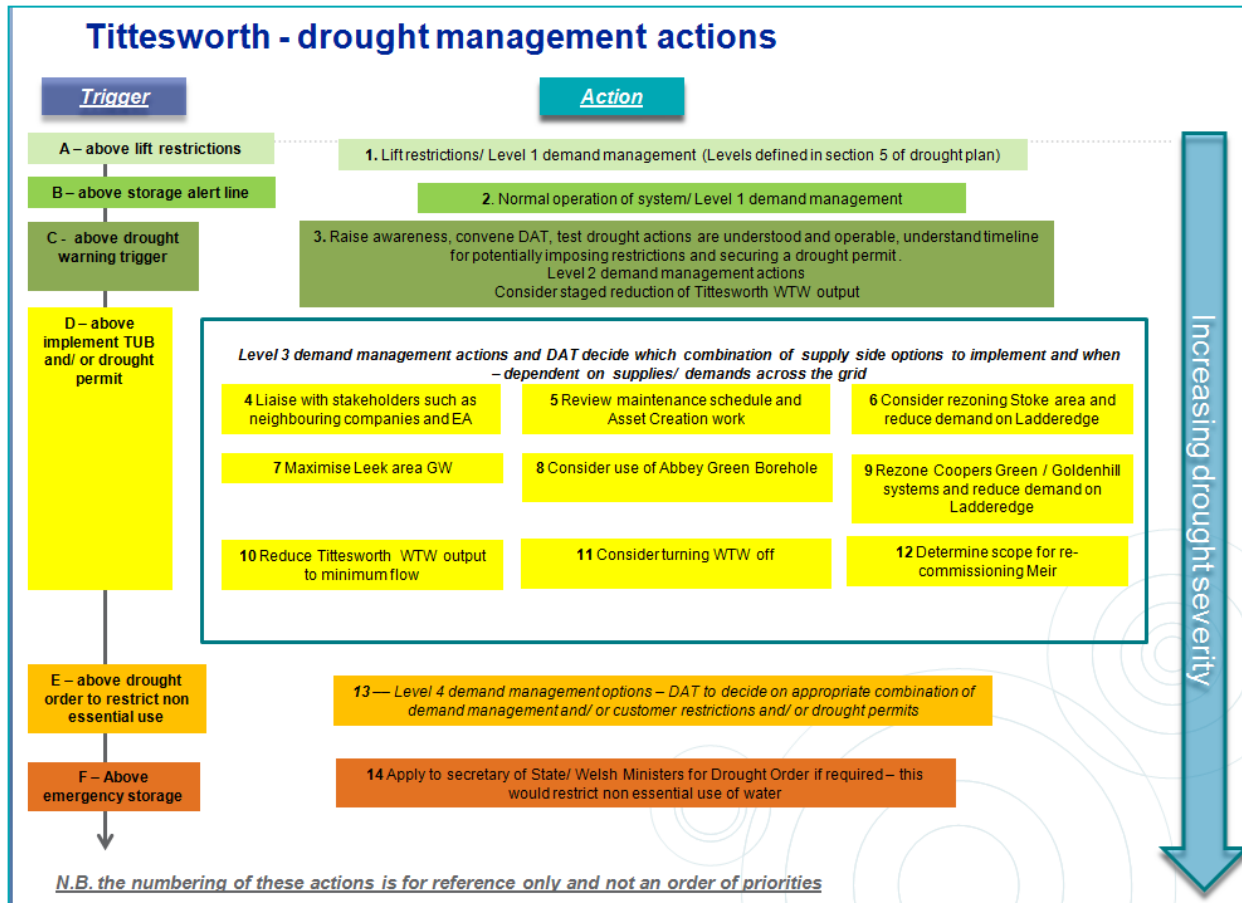 Tittesworth - drought management actions
Trigger
Action
A – above lift restrictions
1. Lift restrictions/ Level 1 demand management (Levels defined in section 5 of drought plan)
B – above storage alert line
2. Normal operation of system/ Level 1 demand management
C - above drought
warning trigger
3. Raise awareness, convene DAT, test drought actions are understood and operable, understand timeline
for potentially imposing restrictions and securing a drought permit.
Level 2 demand management actions
Consider staged reduction of Tittesworth WTW output
D – above
implement TUB
and/ or drought
permit
Level 3 demand management actions and DAT decide which combination of supply side options to implement and when
– dependent on supplies/ demands across the grid
4 Liaise with stakeholders such as
neighbouring companies and EA
5 Review maintenance schedule and
Asset Creation work
6 Consider rezoning Stoke area and
reduce demand on Ladderedge
7 Maximise Leek area GW
8 Consider use of Abbey Green Borehole
9 Rezone Coopers Green / Goldenhill
systems and reduce demand on
Ladderedge
10 Reduce Tittesworth WTW output
to minimum flow
11 Consider turning WTW off
12 Determine scope for re-
commissioning Meir
E – above drought
order to restrict non
essential use
13 — Level 4 demand management options – DAT to decide on appropriate combination of
demand management and/ or customer restrictions and/ or drought permits
F – Above
emergency storage
14 Apply to secretary of State/ Welsh Ministers for Drought Order if required – this
would restrict non essential use of water
Increasing drought severity
N.B. the numbering of these actions is for reference only and not an order of priorities